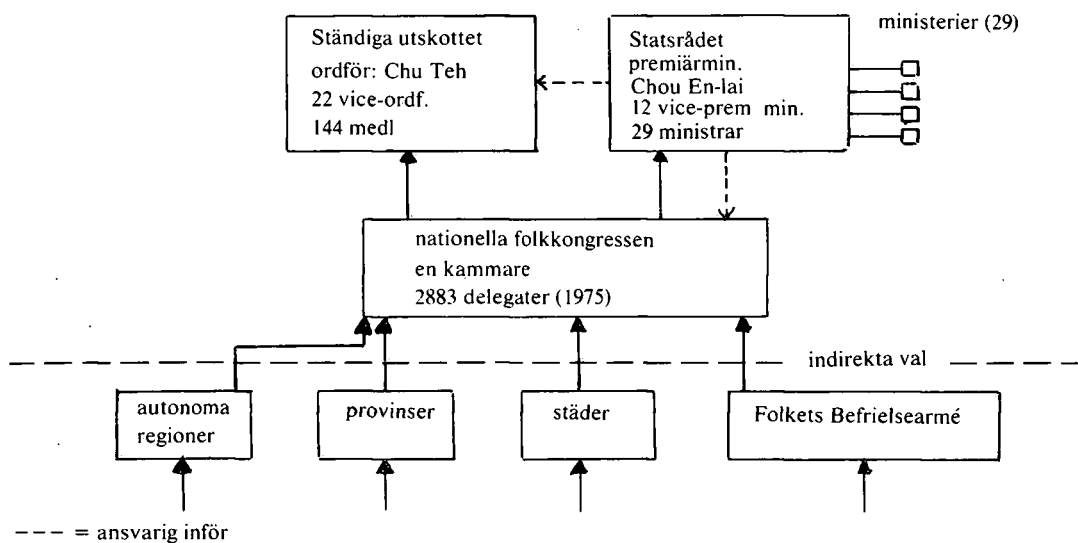 ministerier (29)
Ständiga utskottet
ordför: Chu Teh
22 vice-ordf.
144 medl
Statsrådet
premiärmin.
Chou En-lai
12 vice-prem min.
29 ministrar
nationella folkkongressen
en kammare
2883 delegater (1975)
indirekta val
autonoma
regioner
provinser
städer
Folkets Befrielsearmé
--- = ansvarig inför